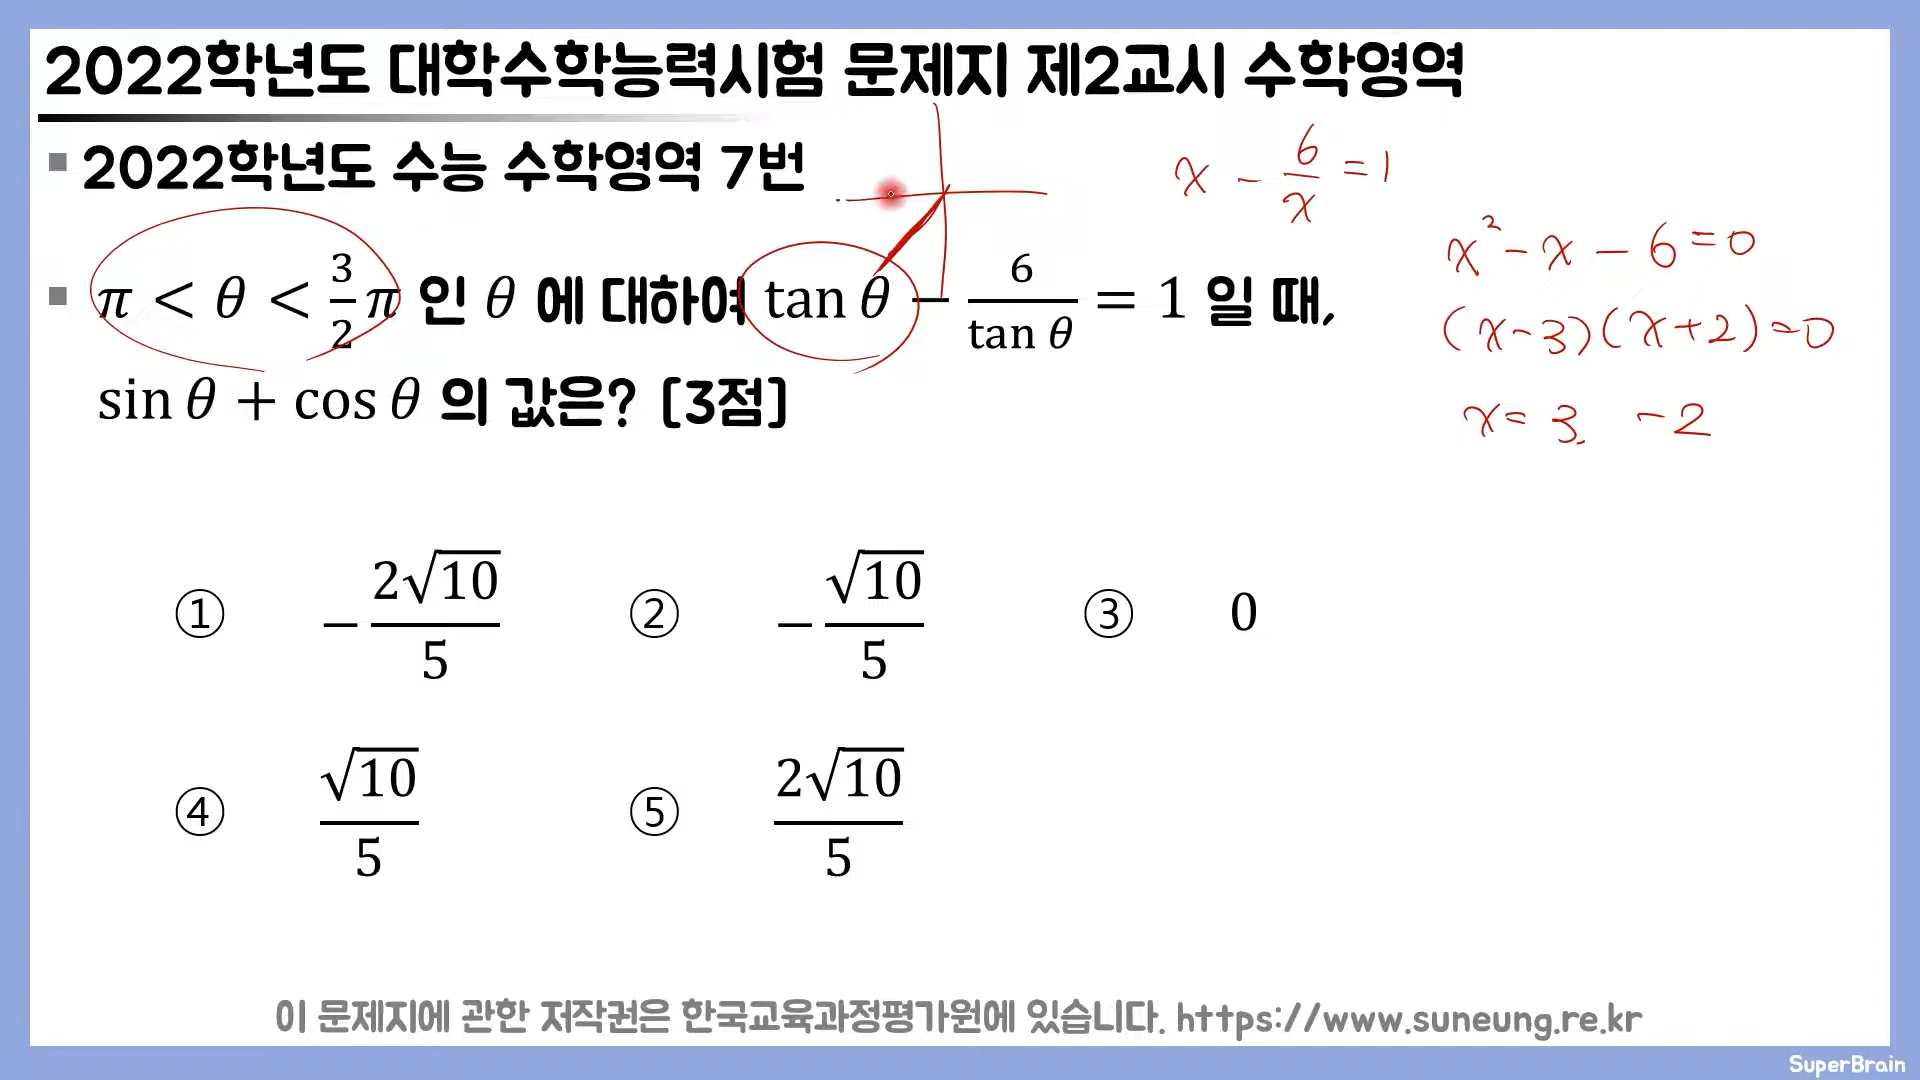 2022학년도 대학수학능력시험 문제지 제2교시 수학영역
2022학년도 수능 수학영역 7번
x - 6/x = 1
π < θ < 3/2 π 인 θ 에 대하여 tan θ - 6/tan θ = 1 일 때,
sin θ + cos θ 의 값은? [3점]
x² - x - 6 = 0
(x-3)(x+2)=0
x = 3. -2
① -2√10/5 ② -√10/5 ③ 0
④ √10/5 ⑤ 2√10/5
이 문제지에 관한 저작권은 한국교육과정평가원에 있습니다. https://www.suneung.re.kr
SuperBrain